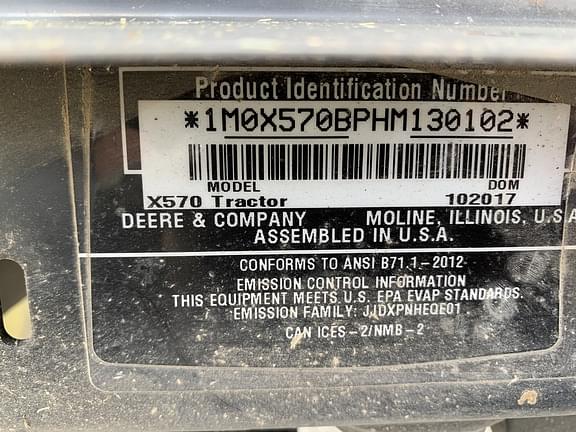 Product Identification Number
*1M0X570BPHM130102*
MODEL DOM
X570 Tractor 102017
DEERE & COMPANY MOLINE, ILLINOIS, U.S.A
ASSEMBLED IN U.S.A.
CONFORMS TO ANSI B71.1-2012
EMISSION CONTROL INFORMATION
THIS EQUIPMENT MEETS U.S. EPA EVAP STANDARDS.
EMISSION FAMILY: JJDXPNHEQE01
CAN ICES-2/NMB-2